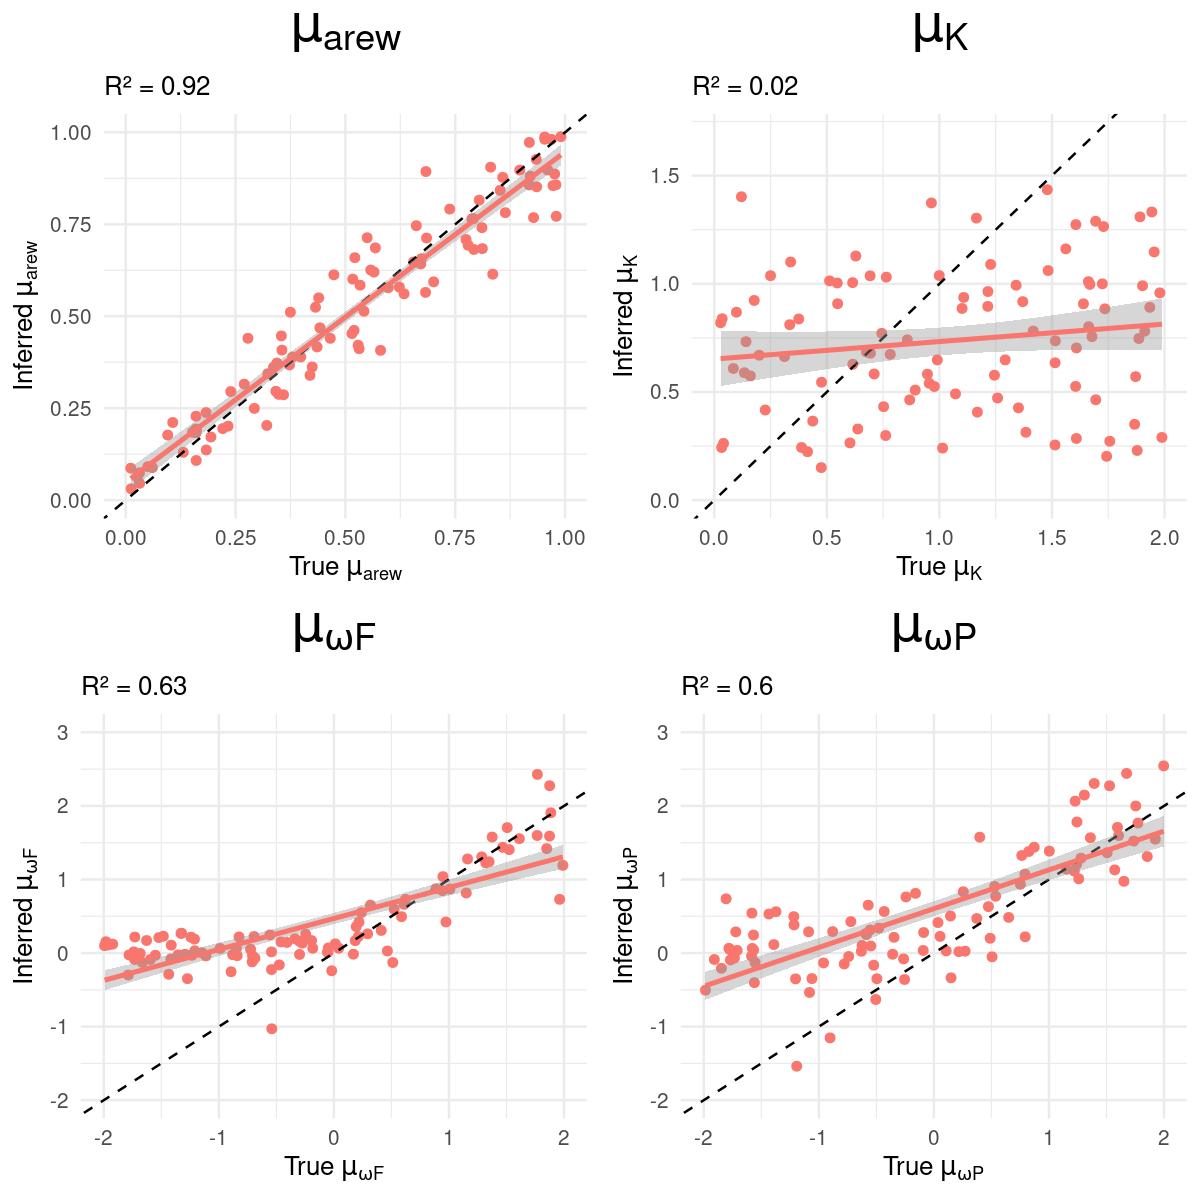 μarew
R² = 0.92
1.00
0.75
0.50
0.25
0.00
Inferred μarew
0.00 0.25 0.50 0.75 1.00
True μarew
μK
R² = 0.02
1.5
1.0
0.5
0.0
Inferred μK
0.0 0.5 1.0 1.5 2.0
True μK
μωF
R² = 0.63
3
2
1
0
-1
-2
Inferred μωF
-2 -1 0 1 2
True μωF
μωP
R² = 0.6
3
2
1
0
-1
-2
Inferred μωP
-2 -1 0 1 2
True μωP